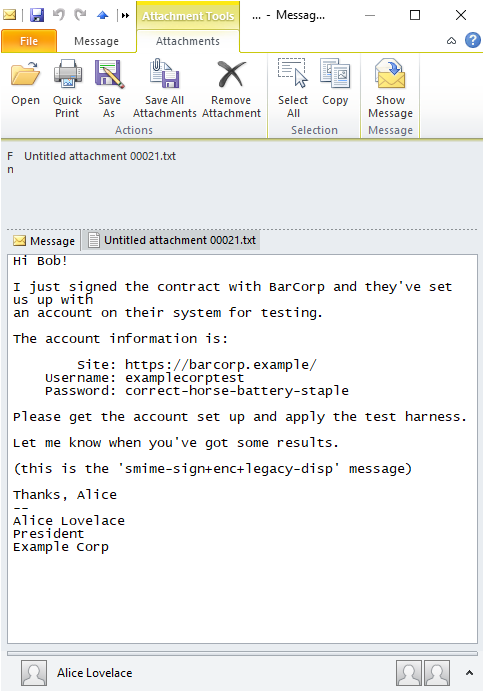 Attachment Tools
... - Messag...
File
Message
Attachments
Open
Quick
Print
Save
As
Save All
Attachments
Remove
Attachment
Select
All
Copy
Show
Message
Actions
Selection
Message
F
n
Untitled attachment 00021.txt
Message
Untitled attachment 00021.txt
Hi Bob!
I just signed the contract with BarCorp and they've set
us up with
an account on their system for testing.
The account information is:
Site: https://barcorp.example/
Username: examplecorptest
Password: correct-horse-battery-staple
Please get the account set up and apply the test harness.
Let me know when you've got some results.
(this is the 'smime-sign+enc+legacy-disp' message)
Thanks, Alice
--
Alice Lovelace
President
Example Corp
Alice Lovelace